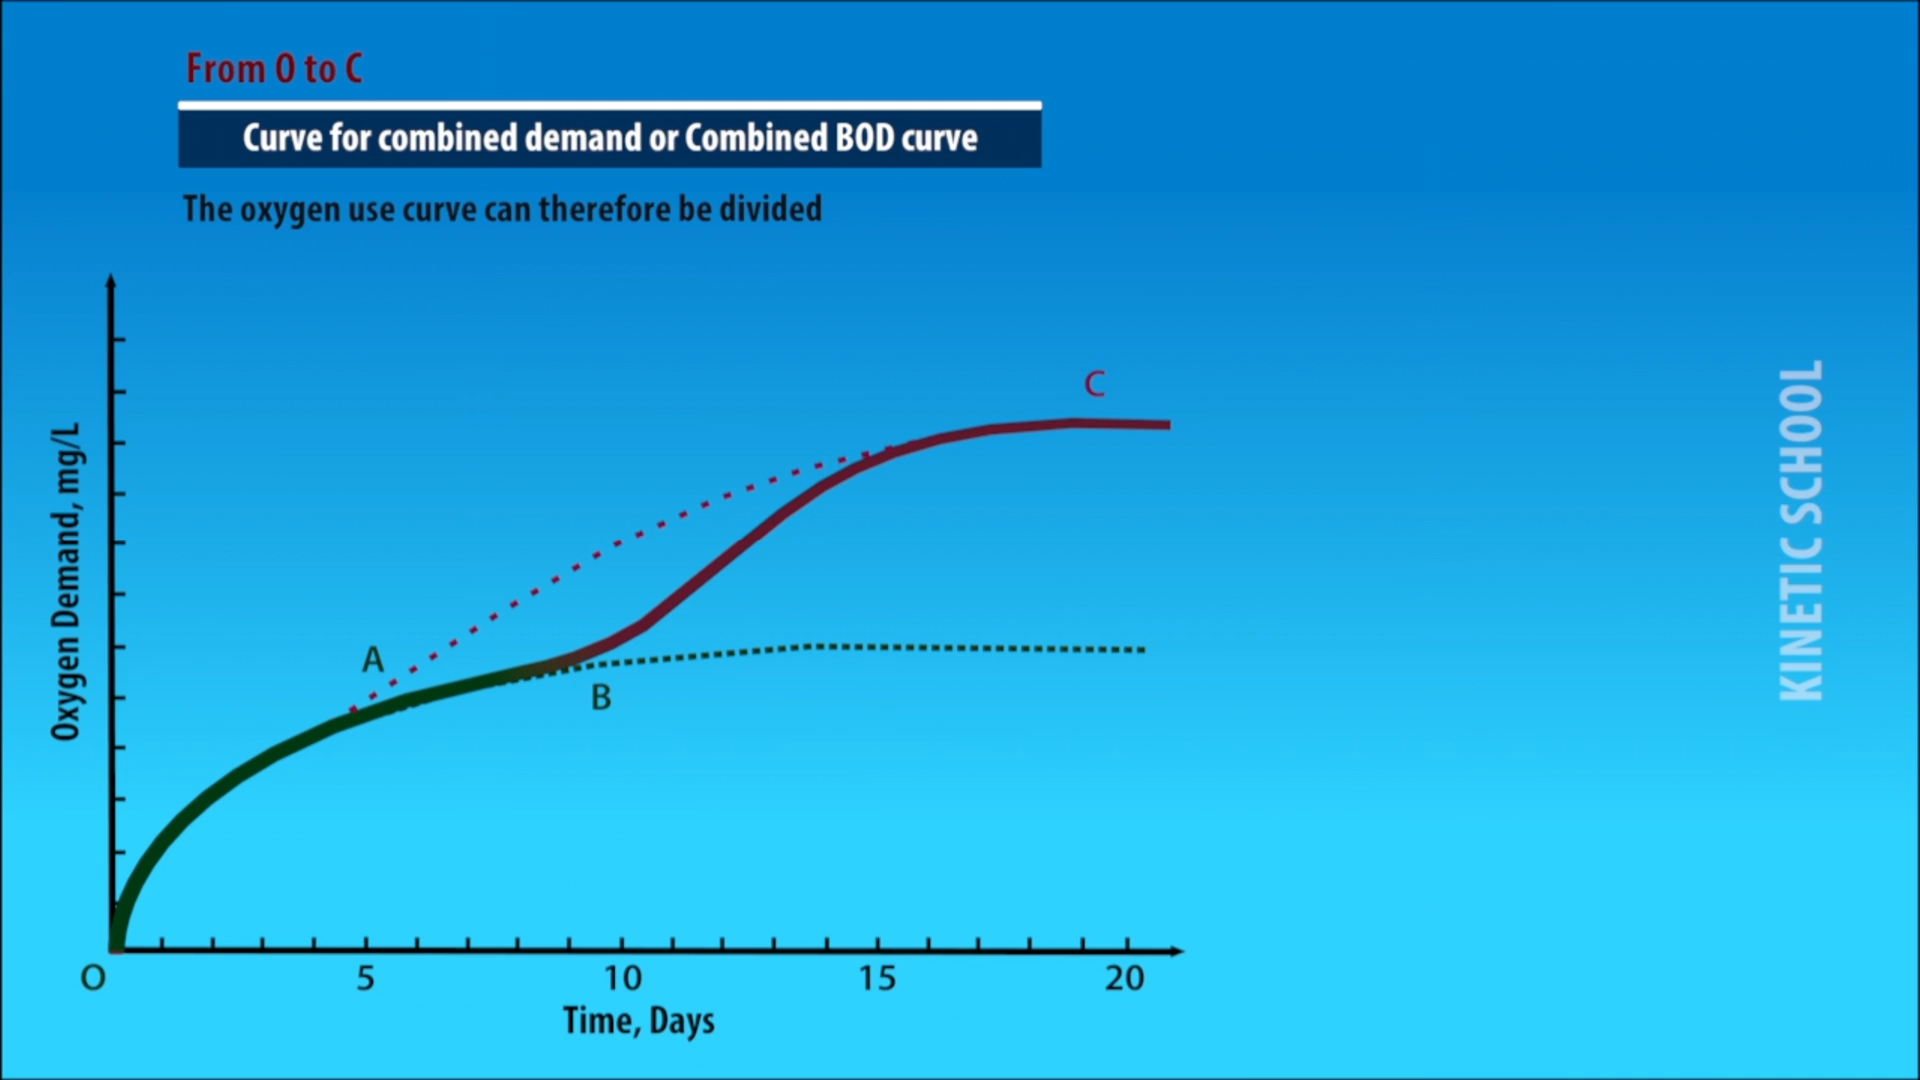 From O to C
Curve for combined demand or Combined BOD curve
The oxygen use curve can therefore be divided
C
A
B
Oxygen Demand, mg/L
KINETIC SCHOOL
O
5
10
15
20
Time, Days